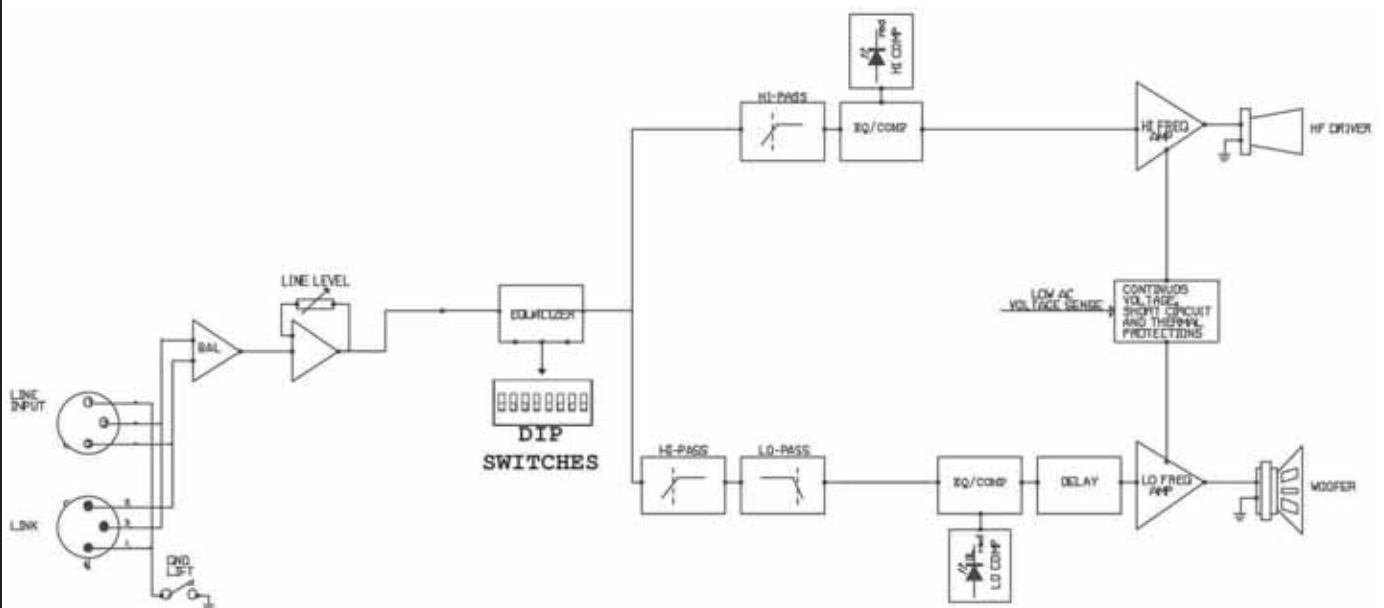 red
HI COMP
HI-PASS
EQ/COMP
HI FREQ
AMP
HF DRIVER
LINE LEVEL
EQUALIZER
BAL
LOW AC
VOLTAGE SENSE
CONTINUOS
VOLTAGE,
SHORT CIRCUIT
AND THERMAL
PROTECTIONS
LINE
INPUT
DIP
SWITCHES
HI-PASS
LO-PASS
EQ/COMP
DELAY
LO FREQ
AMP
WOOFER
LINK
GND
LIFT
red
LO COMP